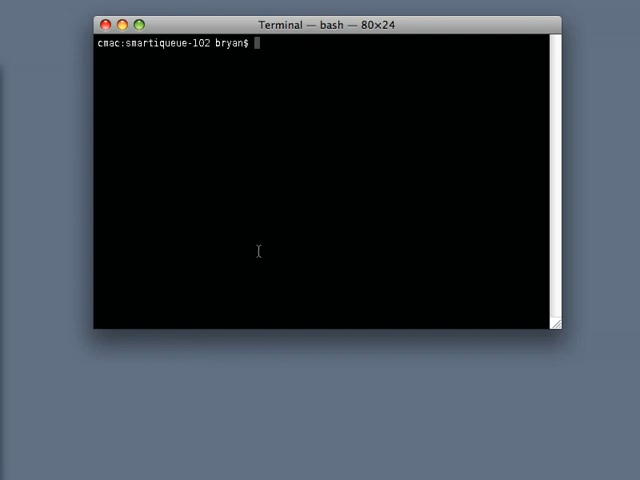 Terminal — bash — 80×24
cmac:smartiqueue-102 bryan$